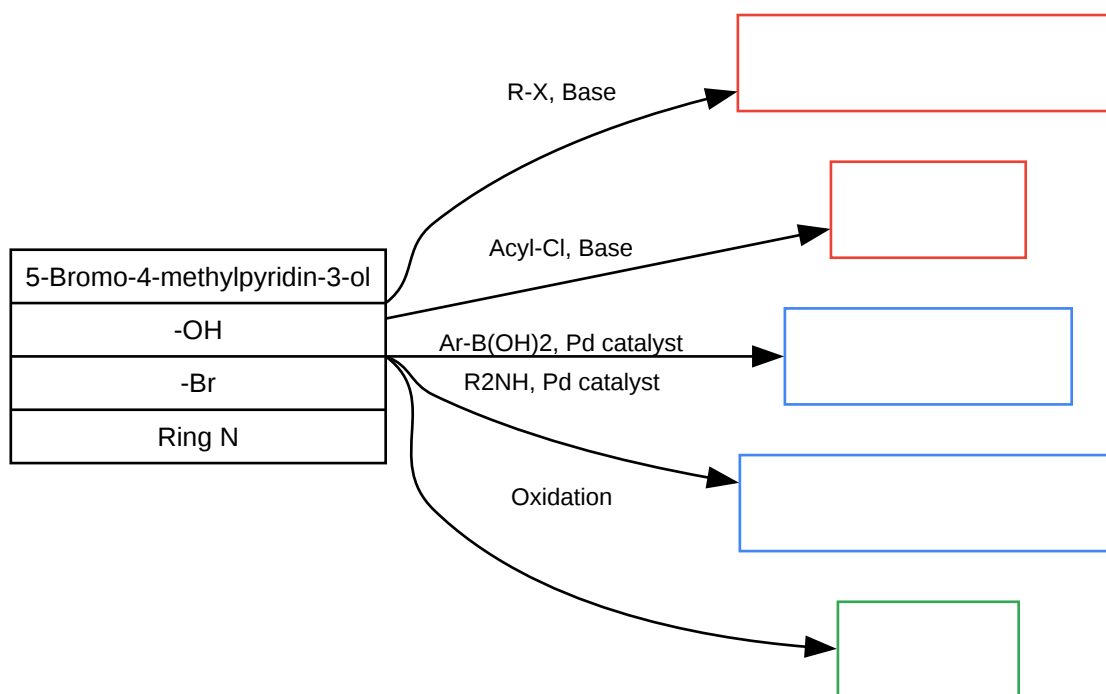 R-X, Base
Acyl-Cl, Base
5-Bromo-4-methylpyridin-3-ol
-OH
Ar-B(OH)2, Pd catalyst
-Br
R2NH, Pd catalyst
Ring N
Oxidation